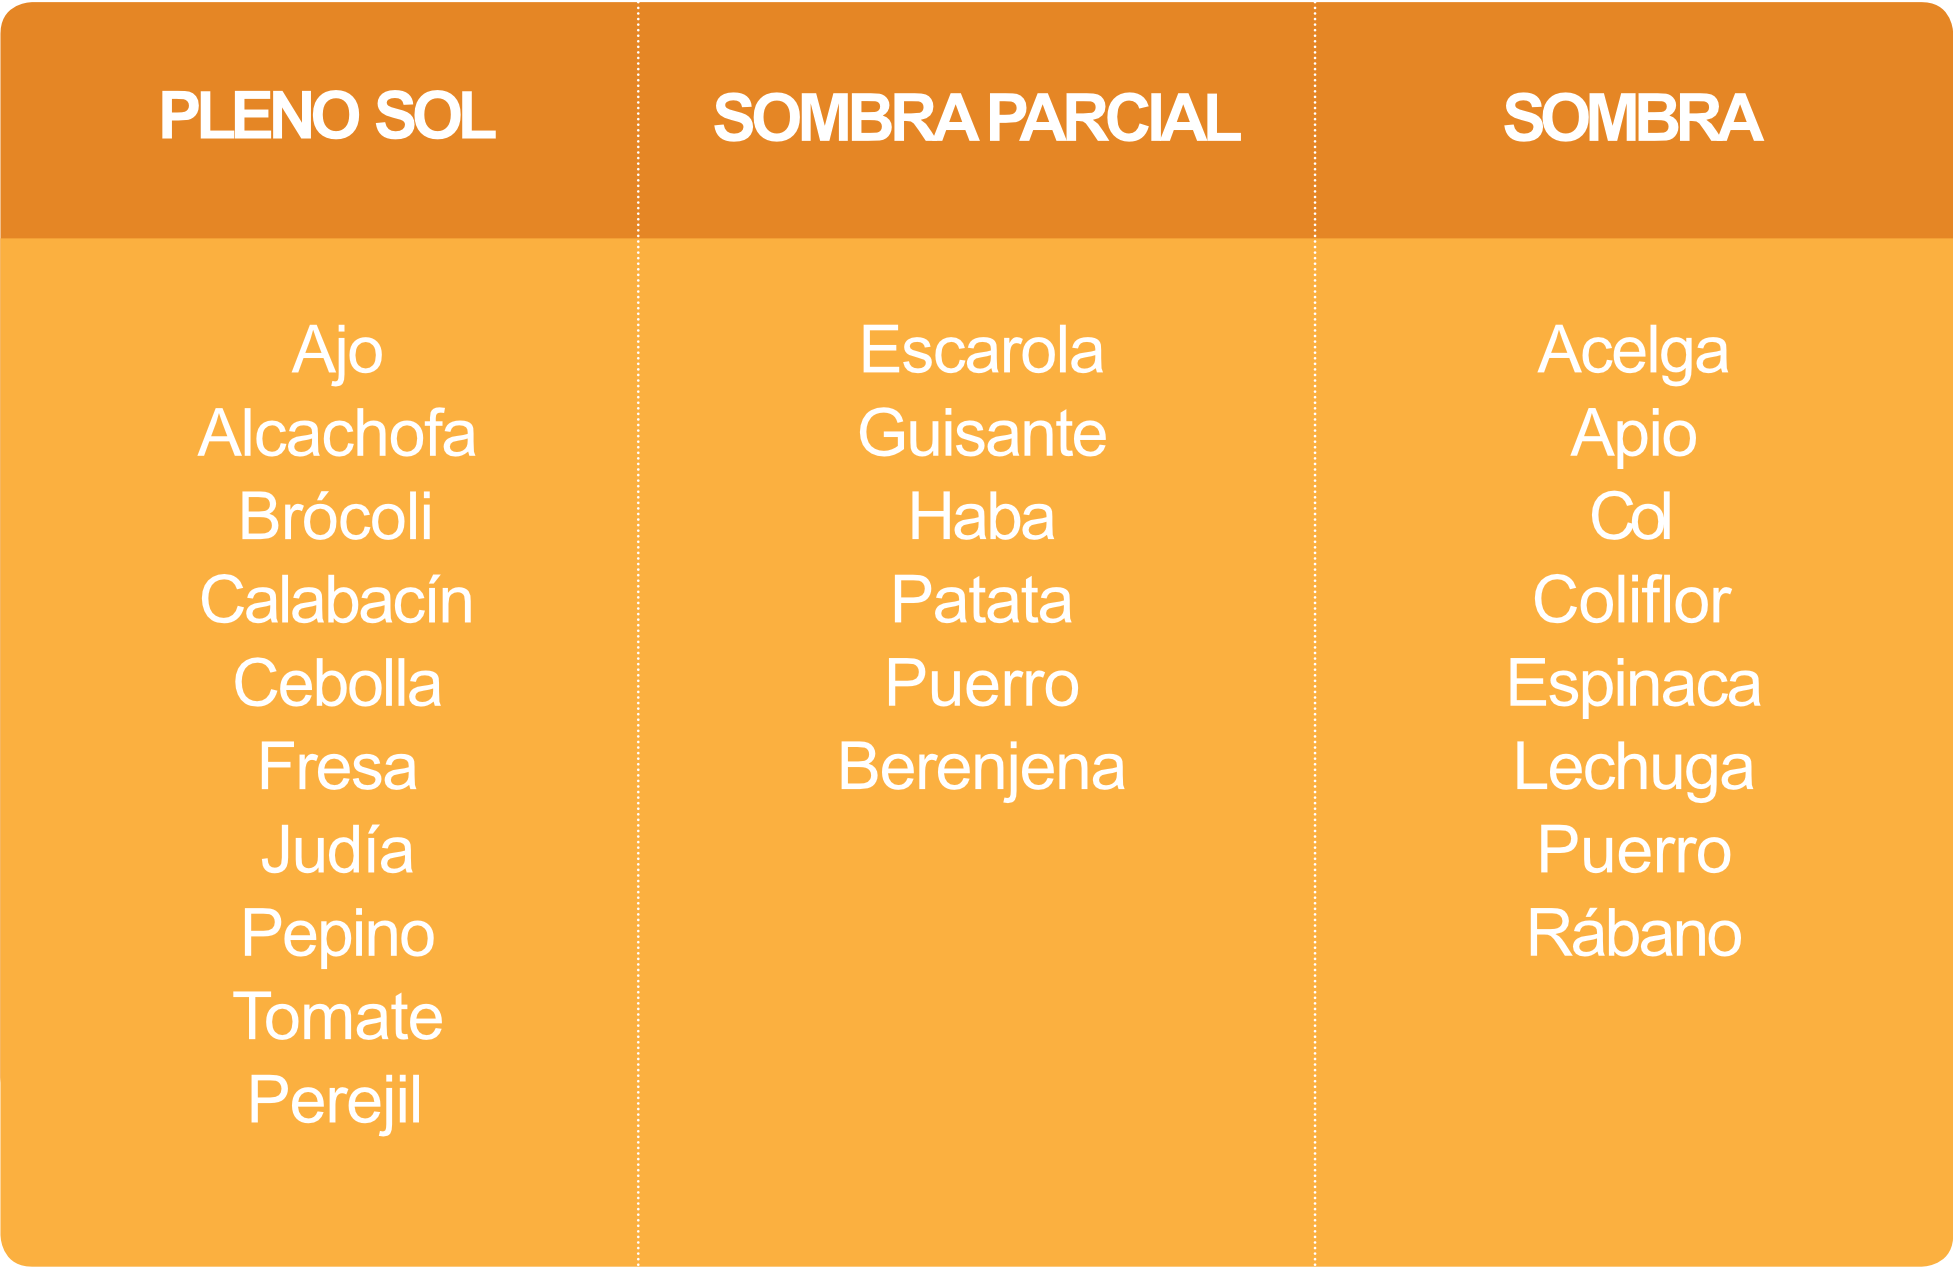 PLENO SOL
SOMBRA PARCIAL
SOMBRA
Ajo
Alcachofa
Brócoli
Calabacín
Cebolla
Fresa
Judía
Pepino
Tomate
Perejil
Escarola
Guisante
Haba
Patata
Puerro
Berenjena
Acelga
Apio
Col
Coliflor
Espinaca
Lechuga
Puerro
Rábano